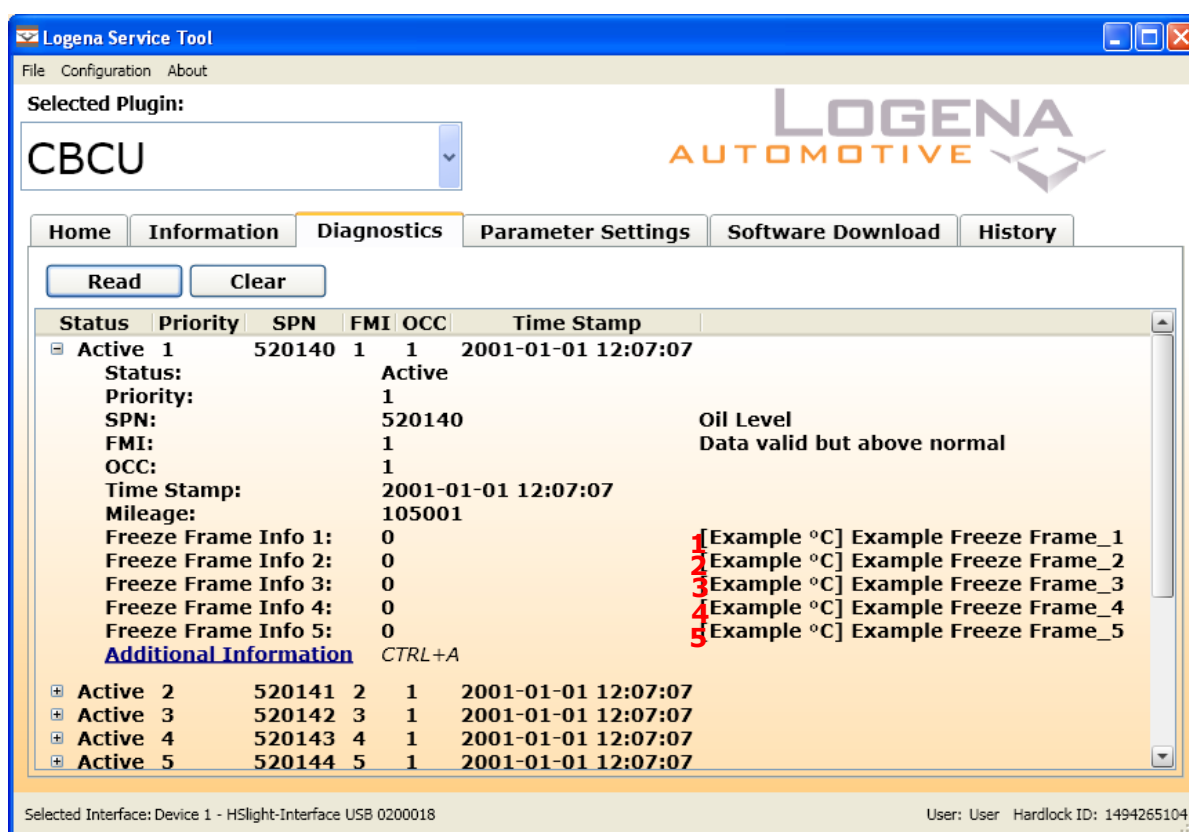 Logena Service Tool
File Configuration About
Selected Plugin:
CBCU
LOGENA
AUTOMOTIVE
Home Information Diagnostics Parameter Settings Software Download History
Read Clear
Status Priority SPN FMI OCC Time Stamp
Active 1 520140 1 1 2001-01-01 12:07:07
Status: Active
Priority: 1
SPN: 520140 Oil Level
FMI: 1 Data valid but above normal
OCC: 1
Time Stamp: 2001-01-01 12:07:07
Mileage: 105001
Freeze Frame Info 1: 0 1 [Example ºC] Example Freeze Frame_1
Freeze Frame Info 2: 0 2 [Example ºC] Example Freeze Frame_2
Freeze Frame Info 3: 0 3 [Example ºC] Example Freeze Frame_3
Freeze Frame Info 4: 0 4 [Example ºC] Example Freeze Frame_4
Freeze Frame Info 5: 0 5 [Example ºC] Example Freeze Frame_5
Additional Information CTRL+A
Active 2 520141 2 1 2001-01-01 12:07:07
Active 3 520142 3 1 2001-01-01 12:07:07
Active 4 520143 4 1 2001-01-01 12:07:07
Active 5 520144 5 1 2001-01-01 12:07:07
Selected Interface: Device 1 - HSlight-Interface USB 0200018 User: User Hardlock ID: 1494265104